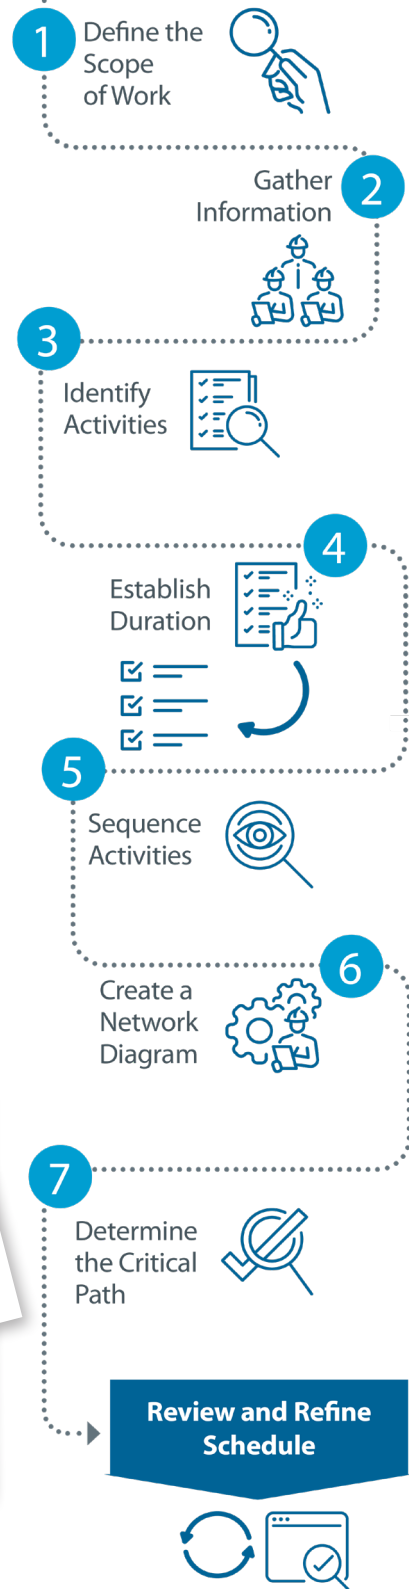 1
Define the
Scope
of Work
Gather
Information
2
3
Identify
Activities
4
Establish
Duration
5
Sequence
Activities
6
Create a
Network
Diagram
7
Determine
the Critical
Path
Review and Refine
Schedule